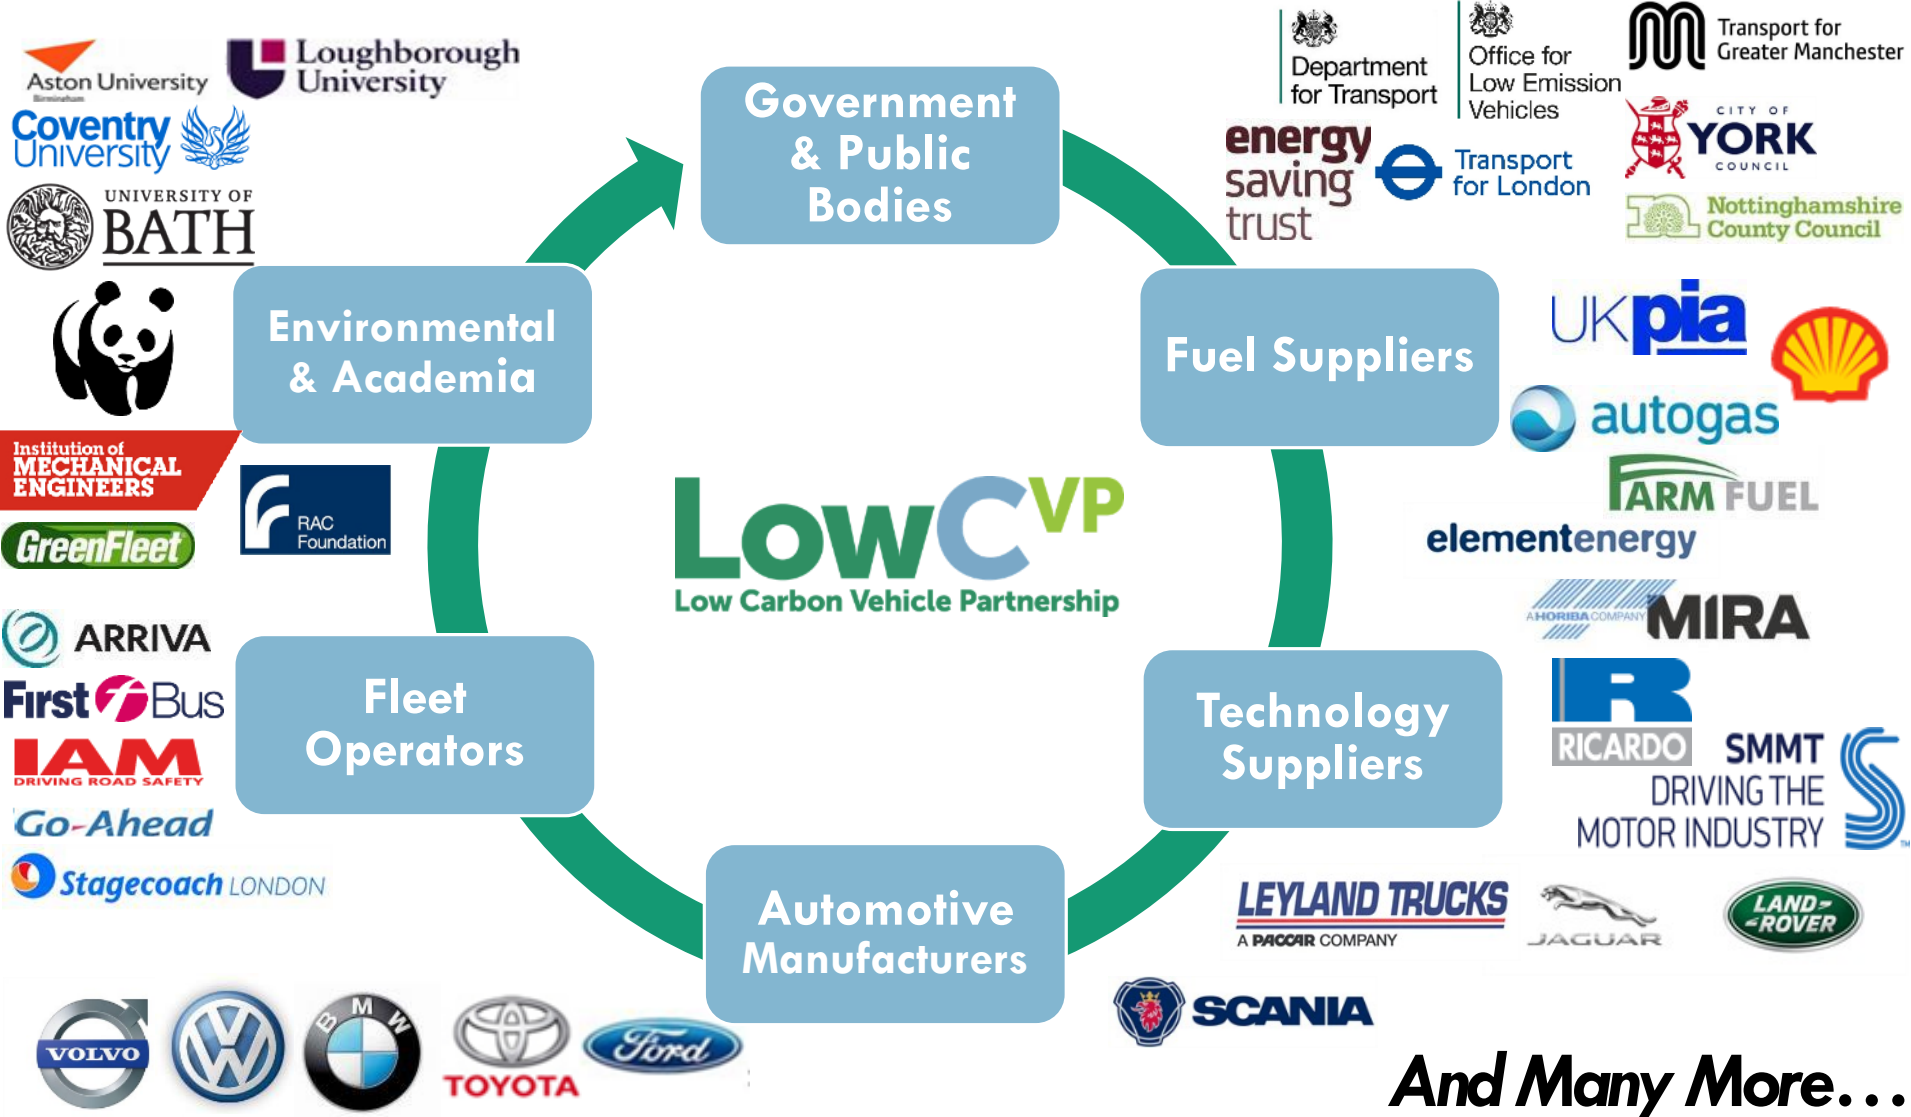 Aston University
Birmingham
Loughborough
University
Coventry
University
UNIVERSITY OF
BATH
Government
& Public
Bodies
Department
for Transport
Office for
Low Emission
Vehicles
Transport for
Greater Manchester
energy
saving
trust
Transport
for London
CITY OF
YORK
COUNCIL
Nottinghamshire
County Council
Environmental
& Academia
Fuel Suppliers
UKpia
autogas
FARM FUEL
elementenergy
Institution of
MECHANICAL
ENGINEERS
RAC
Foundation
GreenFleet
LowCVP
Low Carbon Vehicle Partnership
A HORIBA COMPANY
MIRA
ARRIVA
First Bus
IAM
DRIVING ROAD SAFETY
Go-Ahead
Stagecoach LONDON
Fleet
Operators
Technology
Suppliers
R
RICARDO
SMMT
DRIVING THE
MOTOR INDUSTRY
TM
Automotive
Manufacturers
LEYLAND TRUCKS
A PACCAR COMPANY
JAGUAR
LAND-
-ROVER
VOLVO
VW
BMW
TOYOTA
Ford
SCANIA
And Many More...